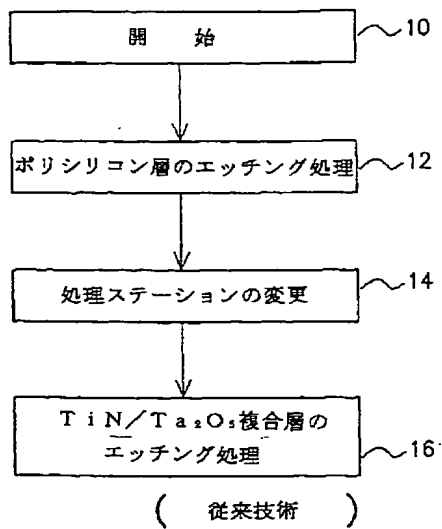 開 始
10
ポリシリコン層のエッチング処理
12
処理ステーションの変更
14
TiN/Ta₂O₅複合層の
エッチング処理
16
( 従来技術 )